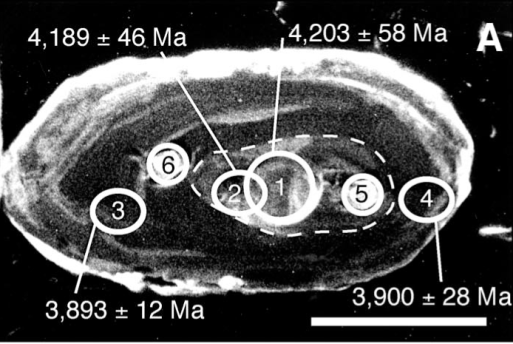 4,189 ± 46 Ma
4,203 ± 58 Ma
A
6
2
1
5
4
3
3,893 ± 12 Ma
3,900 ± 28 Ma